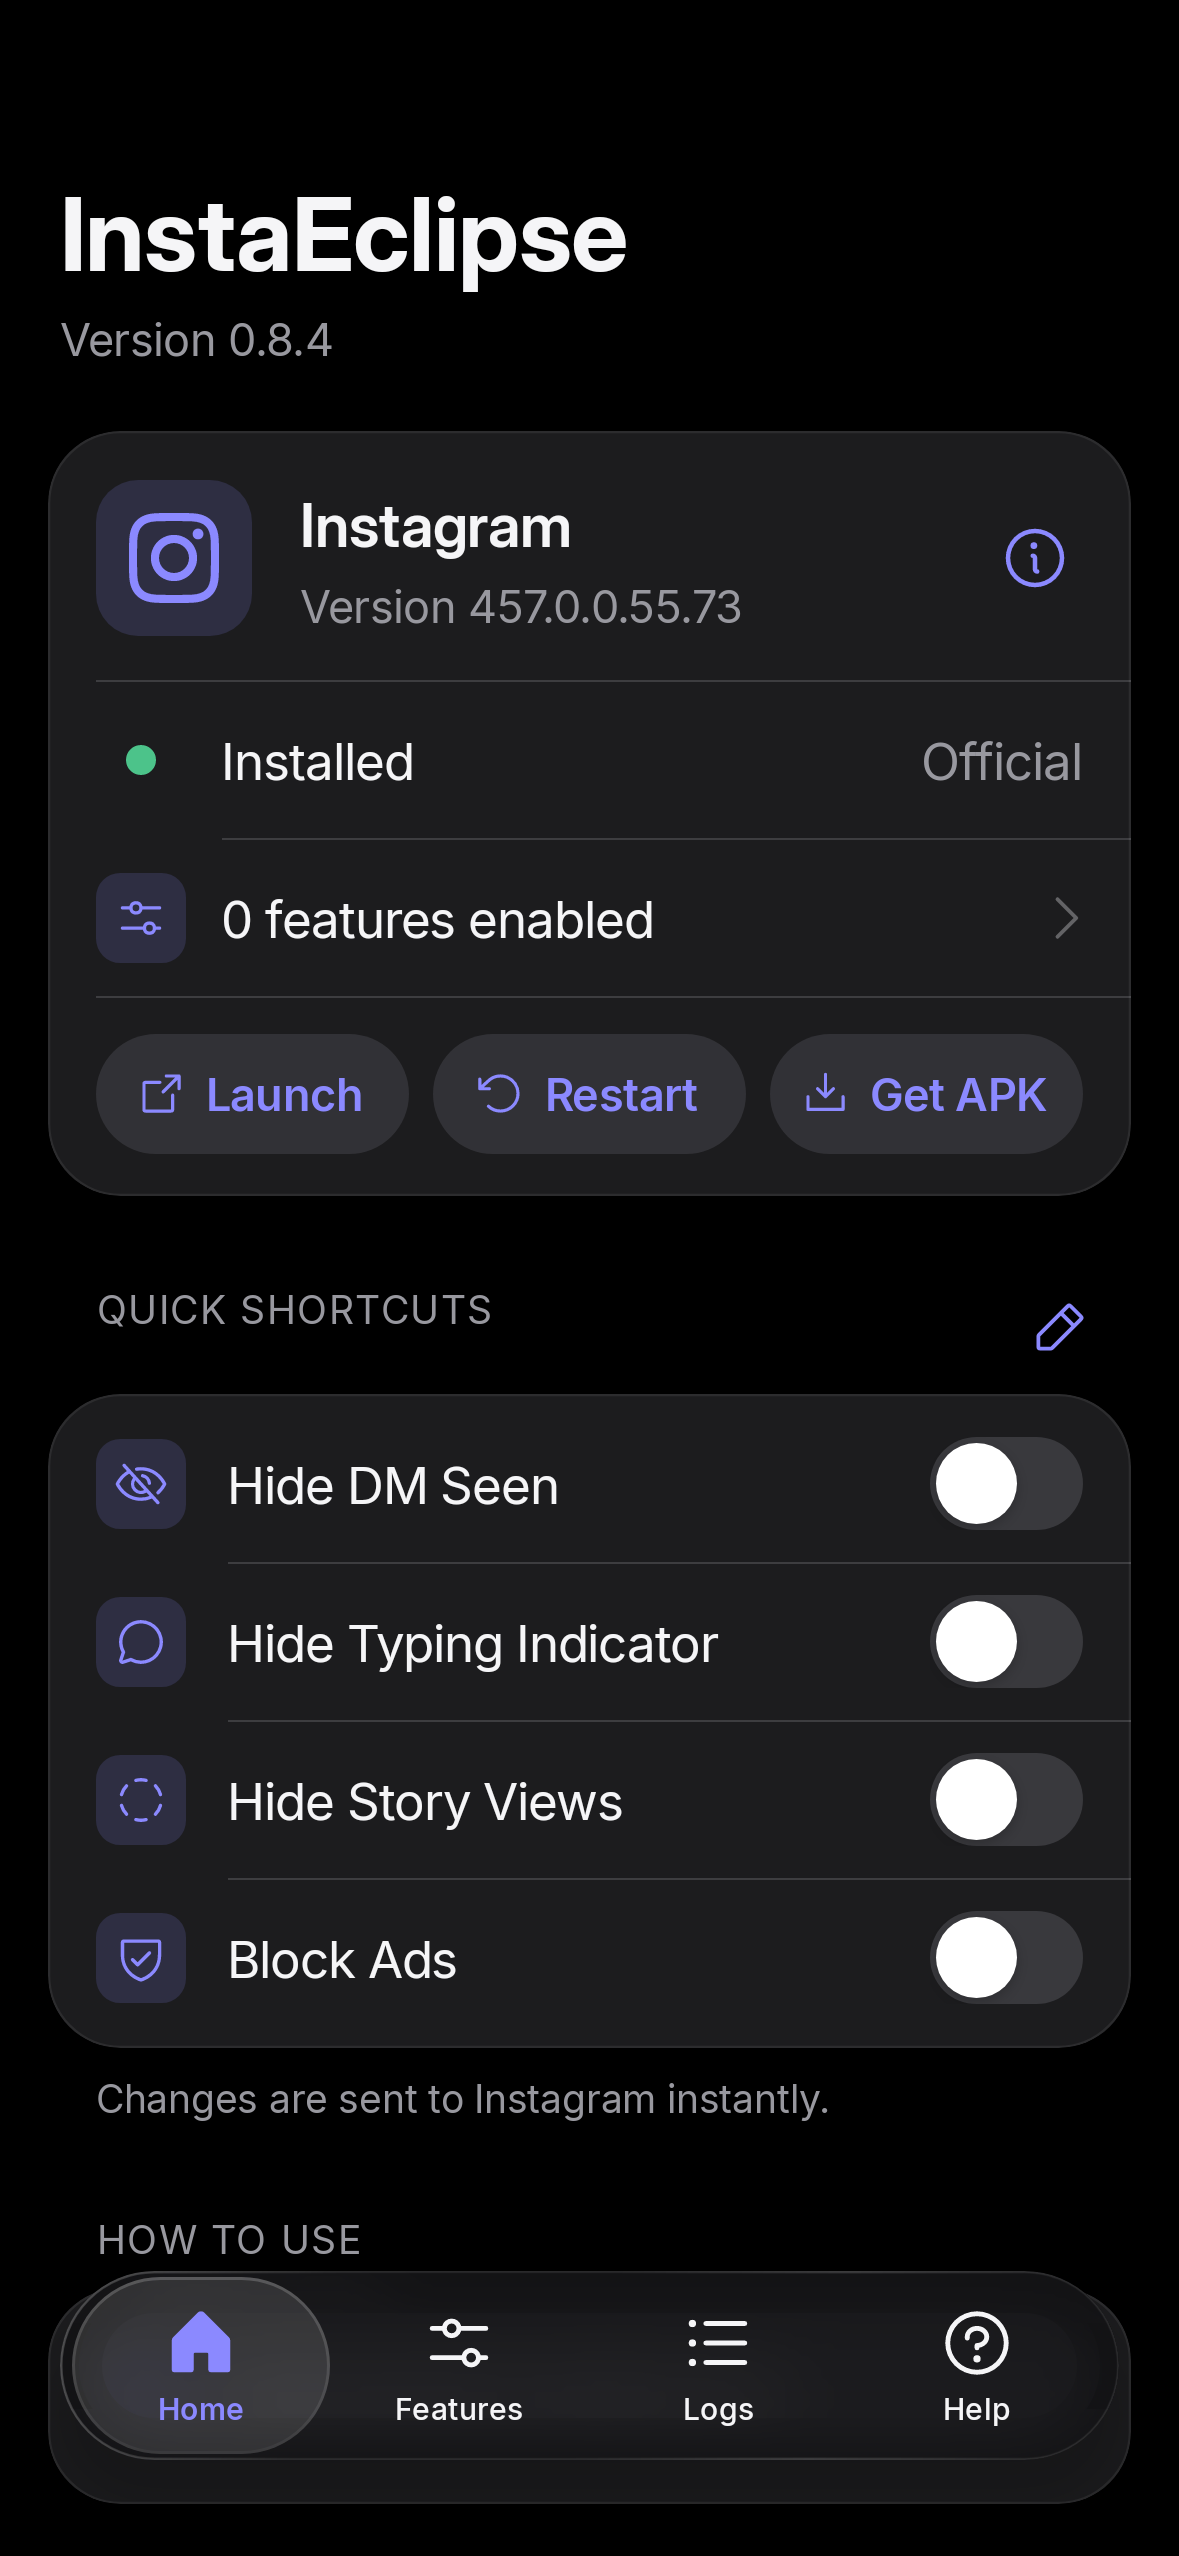 InstaEclipse
Version 0.8.4
Instagram
Version 457.0.0.55.73
Installed
Official
0 features enabled
Launch
Restart
Get APK
QUICK SHORTCUTS
Hide DM Seen
Hide Typing Indicator
Hide Story Views
Block Ads
Changes are sent to Instagram instantly.
HOW TO USE
Home
Features
Logs
Help